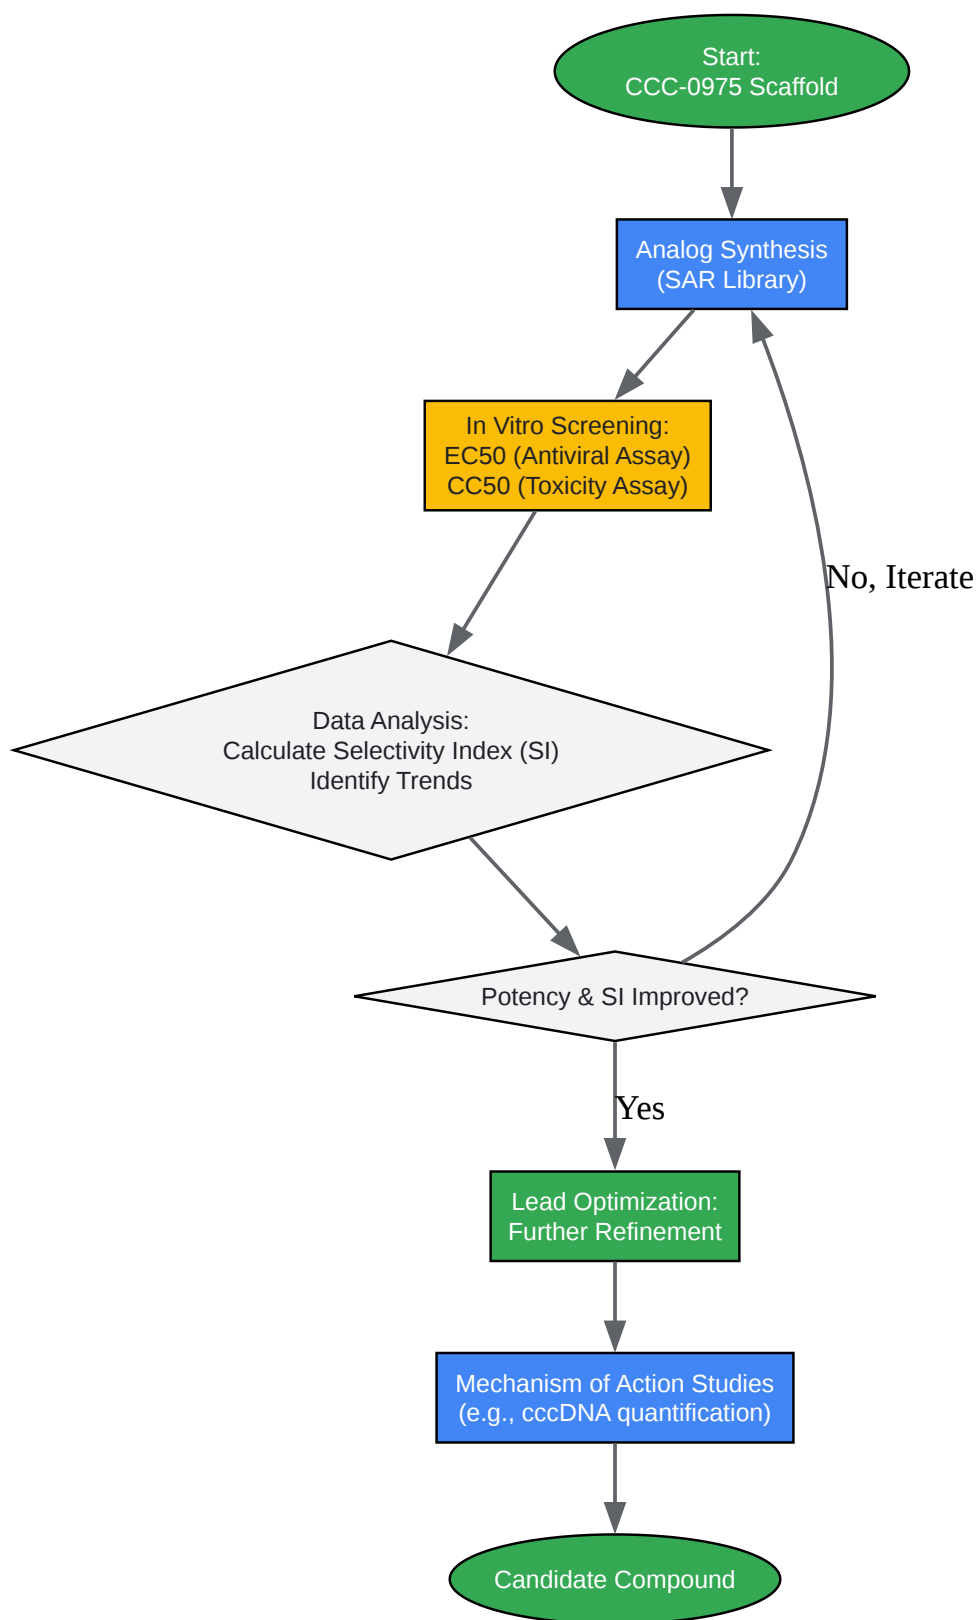 Start:
CCC-0975 Scaffold
Analog Synthesis
(SAR Library)
In Vitro Screening:
EC50 (Antiviral Assay)
CC50 (Toxicity Assay)
No, Iterate
Data Analysis:
Calculate Selectivity Index (SI)
Identify Trends
Potency & SI Improved?
Yes
Lead Optimization:
Further Refinement
Mechanism of Action Studies
(e.g., cccDNA quantification)
Candidate Compound